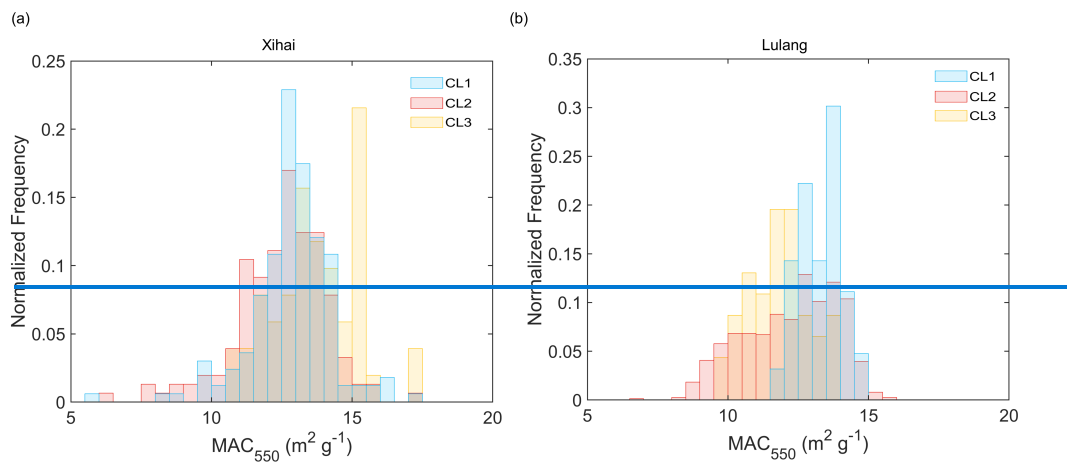 (a)
Xihai
0.25
0.2
0.15
0.1
0.05
0
5
10
15
20
Normalized Frequency
MAC550 (m2 g-1)
CL1
CL2
CL3
(b)
Lulang
0.35
0.3
0.25
0.2
0.15
0.1
0.05
0
5
10
15
20
Normalized Frequency
MAC550 (m2 g-1)
CL1
CL2
CL3